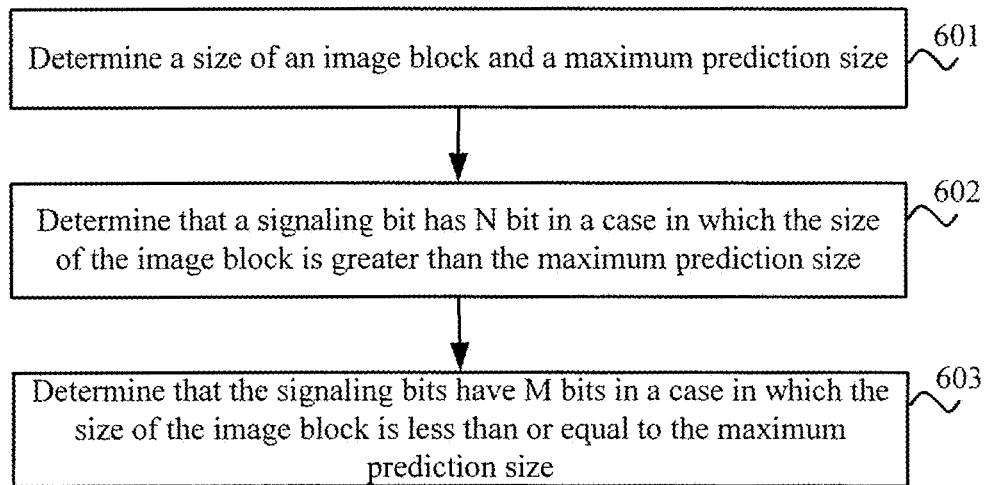 Determine a size of an image block and a maximum prediction size
601
Determine that a signaling bit has N bit in a case in which the size
of the image block is greater than the maximum prediction size
602
Determine that the signaling bits have M bits in a case in which the
size of the image block is less than or equal to the maximum
prediction size
603